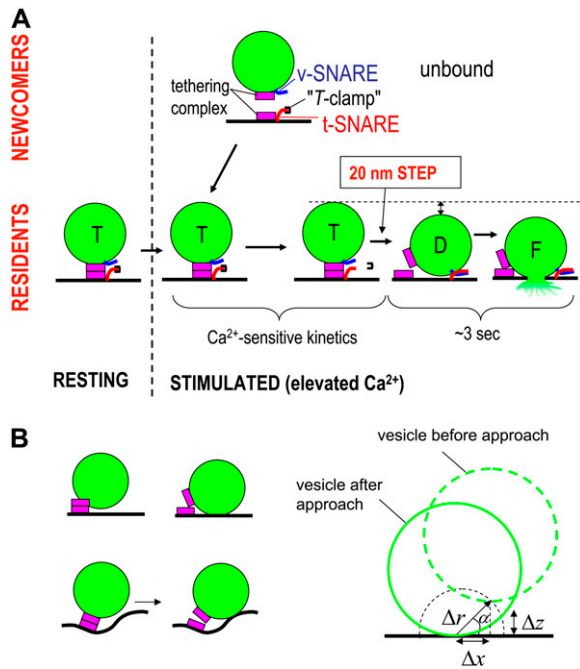 A
NEWCOMERS
RESIDENTS
v-SNARE
unbound
tethering
complex
"T-clamp"
t-SNARE
20 nm STEP
T
T
T
D
F
Ca²⁺-sensitive kinetics
~3 sec
RESTING
STIMULATED (elevated Ca²⁺)
B
vesicle before approach
vesicle after
approach
Δr
α
Δz
Δx